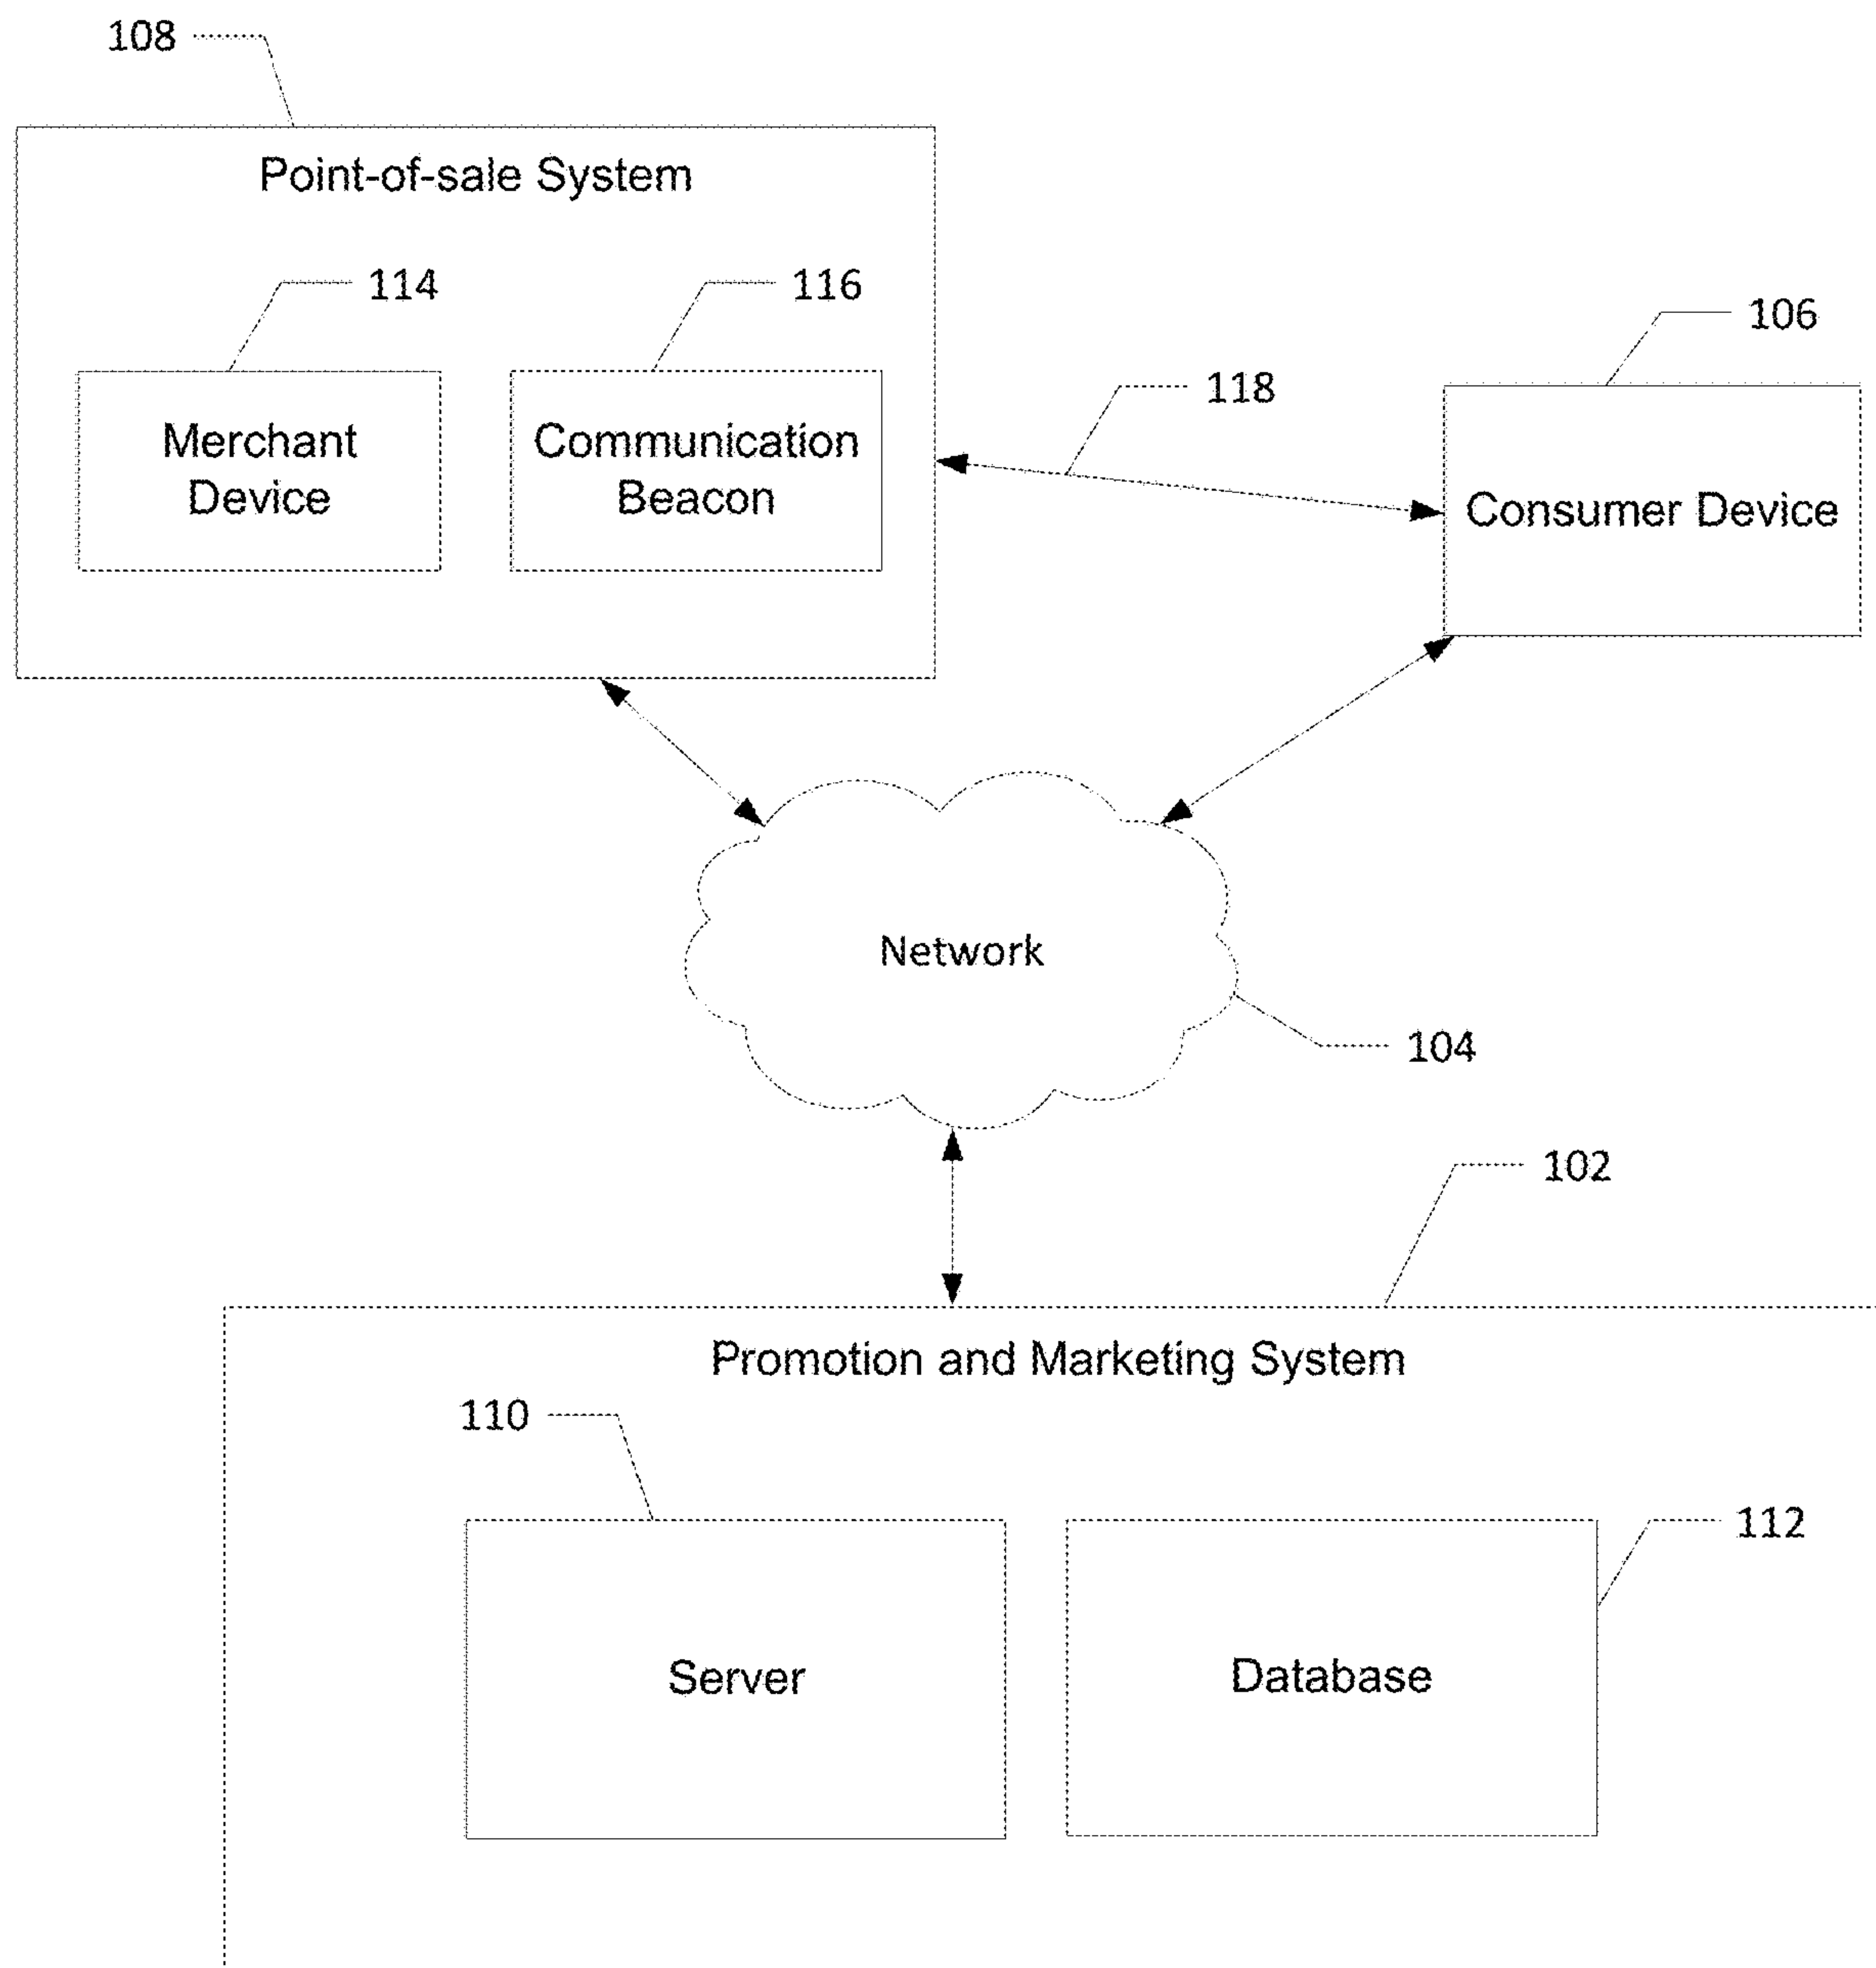 108
Point-of-sale System
114
116
106
118
Merchant
Device
Communication
Beacon
Consumer Device
Network
104
102
Promotion and Marketing System
110
112
Server
Database